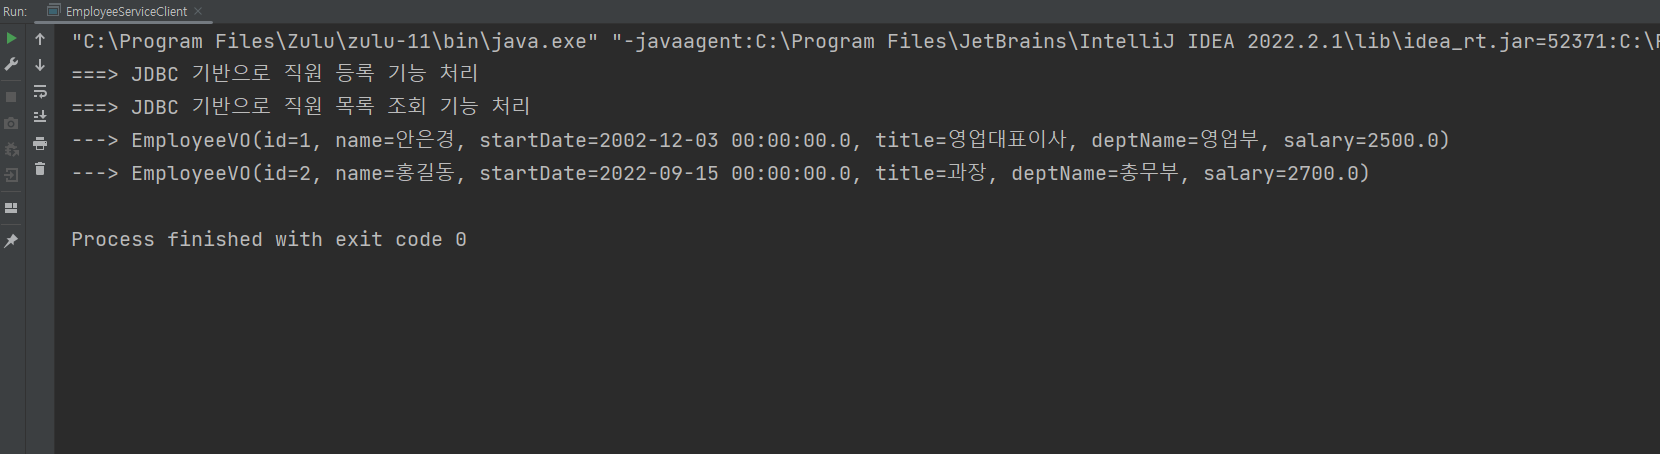 Run: EmployeeServiceClient
"C:\Program Files\Zulu\zulu-11\bin\java.exe" "-javaagent:C:\Program Files\JetBrains\IntelliJ IDEA 2022.2.1\lib\idea_rt.jar=52371:C:\
===> JDBC 기반으로 직원 등록 기능 처리
===> JDBC 기반으로 직원 목록 조회 기능 처리
---> EmployeeVO(id=1, name=안은경, startDate=2002-12-03 00:00:00.0, title=영업대표이사, deptName=영업부, salary=2500.0)
---> EmployeeVO(id=2, name=홍길동, startDate=2022-09-15 00:00:00.0, title=과장, deptName=총무부, salary=2700.0)
Process finished with exit code 0